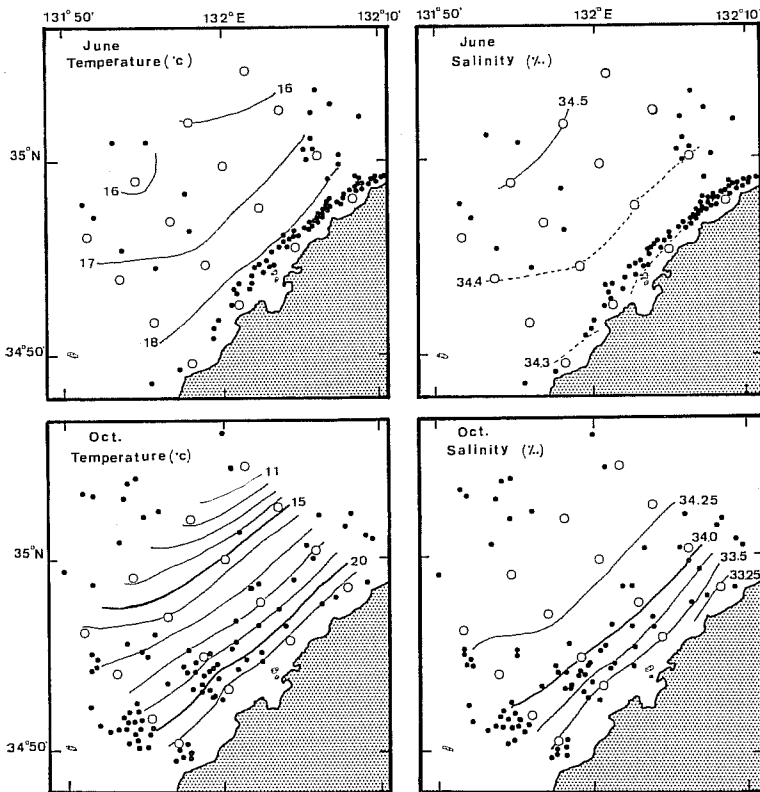 131°50' 132°E 132°10'
June
Temperature (°c)
16
35°N
16
17
18
34°50'
131°50' 132°E 132°10'
June
Salinity (‰)
34.5
34.4
34.3
Oct.
Temperature (°c)
11
15
35°N
20
34°50'
Oct.
Salinity (‰)
34.25
34.0
33.5
33.25